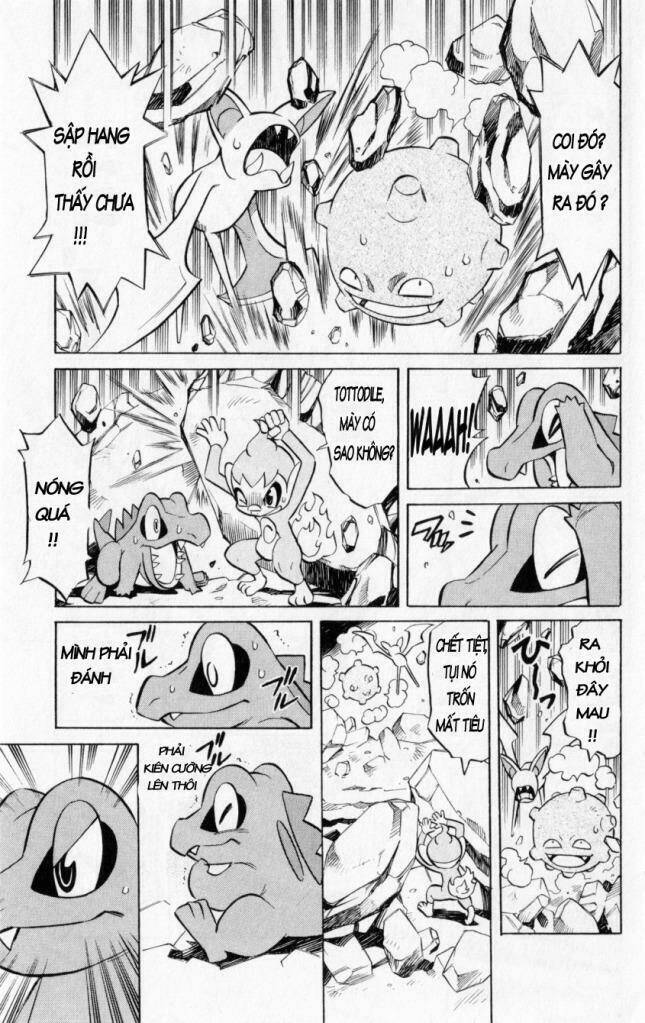 COI ĐÓ?
MÀY GÂY
RA ĐÓ ?
SẬP HANG
RỒI
THẤY CHƯA
!!!
WAAAH!
TOTTODILE,
MÀY CÓ
SAO KHÔNG?
NÓNG
QUÁ
!!
RA
KHỎI
ĐÂY
MAU
!!
CHẾT TIỆT,
TỤI NÓ
TRỐN
MẤT TIÊU
MÌNH PHẢI
ĐÁNH
PHẢI
KIÊN CƯỜNG
LÊN THÔI